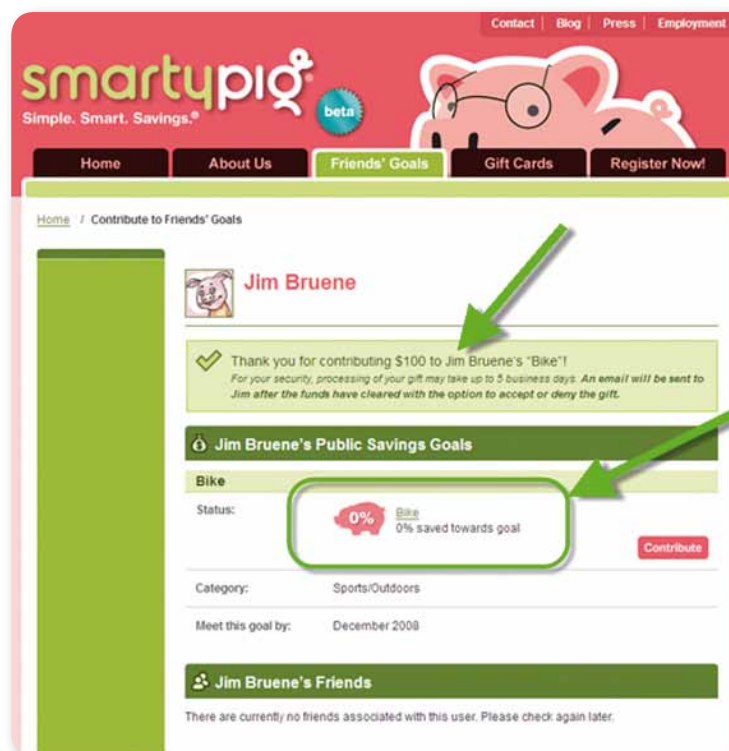 Contact | Blog | Press | Employment
smartypig®
beta
Simple. Smart. Savings.®
Home About Us Friends' Goals Gift Cards Register Now!
Home / Contribute to Friends' Goals
Jim Bruene
Thank you for contributing $100 to Jim Bruene's "Bike"!
For your security, processing of your gift may take up to 5 business days. An email will be sent to
Jim after the funds have cleared with the option to accept or deny the gift.
Jim Bruene's Public Savings Goals
Bike
Status: 0% Bike
0% saved towards goal
Contribute
Category: Sports/Outdoors
Meet this goal by: December 2008
Jim Bruene's Friends
There are currently no friends associated with this user. Please check again later.